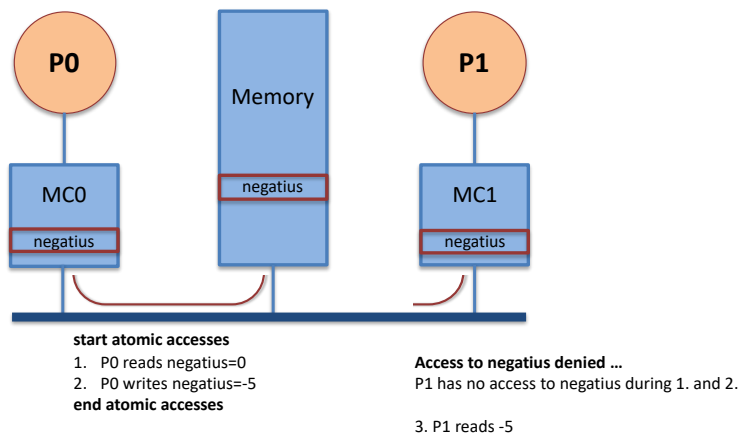 P0
Memory
P1
MC0
negatius
negatius
MC1
negatius
start atomic accesses
1. P0 reads negatius=0
2. P0 writes negatius=-5
end atomic accesses
Access to negatius denied ...
P1 has no access to negatius during 1. and 2.
3. P1 reads -5